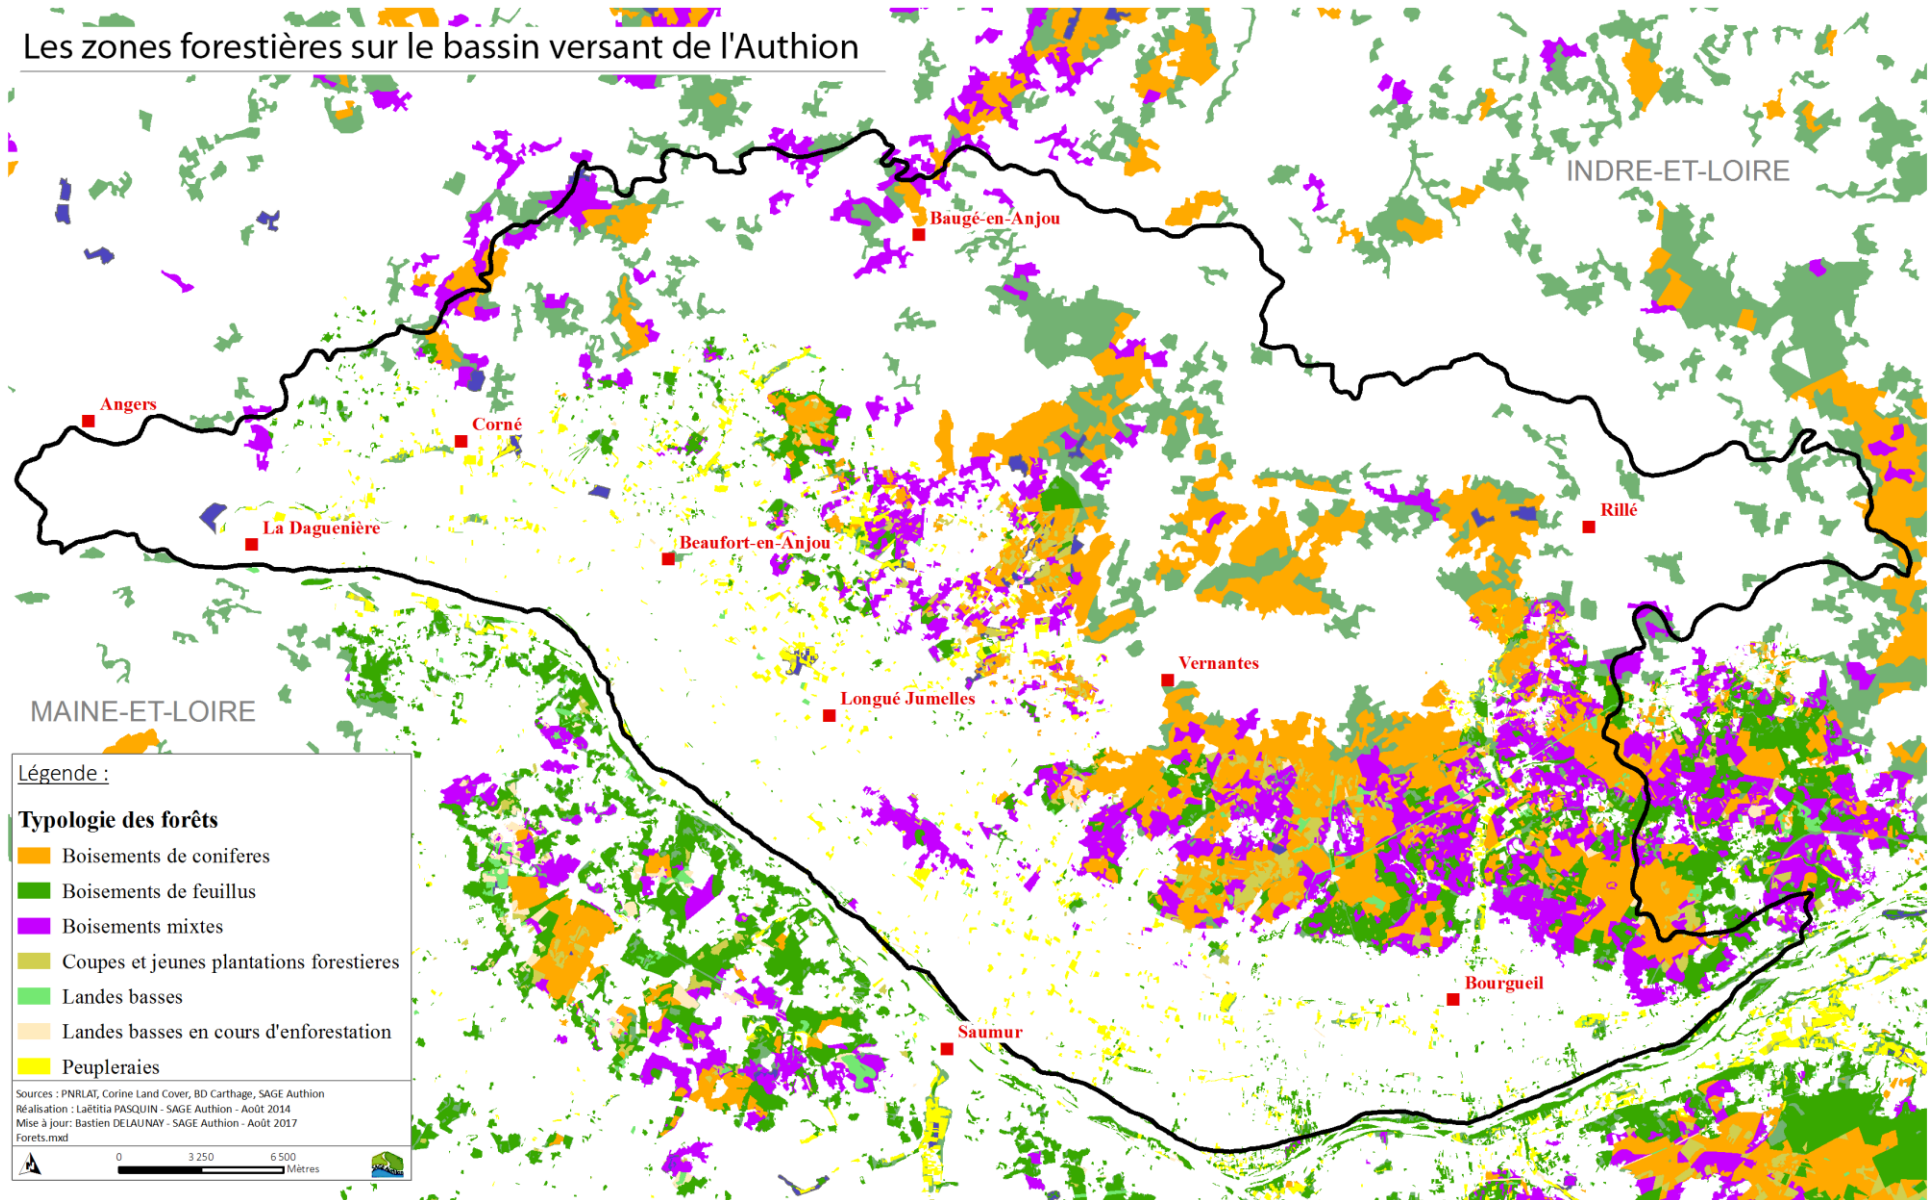 Les zones forestières sur le bassin versant de l'Authion
INDRE-ET-LOIRE
Baugé-en-Anjou
Angers
Corné
Rillé
La Daguenière
Beaufort-en-Anjou
Vernantes
Longué Jumelles
MAINE-ET-LOIRE
Bourgueil
Saumur
Légende :
Typologie des forêts
Boisements de coniferes
Boisements de feuillus
Boisements mixtes
Coupes et jeunes plantations forestieres
Landes basses
Landes basses en cours d'enforestation
Peupleraies
Sources : PNRLAT, Corine Land Cover, BD Carthage, SAGE Authion
Réalisation : Laëtitia PASQUIN - SAGE Authion - Août 2014
Mise à jour: Bastien DELAUNAY - SAGE Authion - Août 2017
Forets.mxd
0 3 250 6 500
Mètres